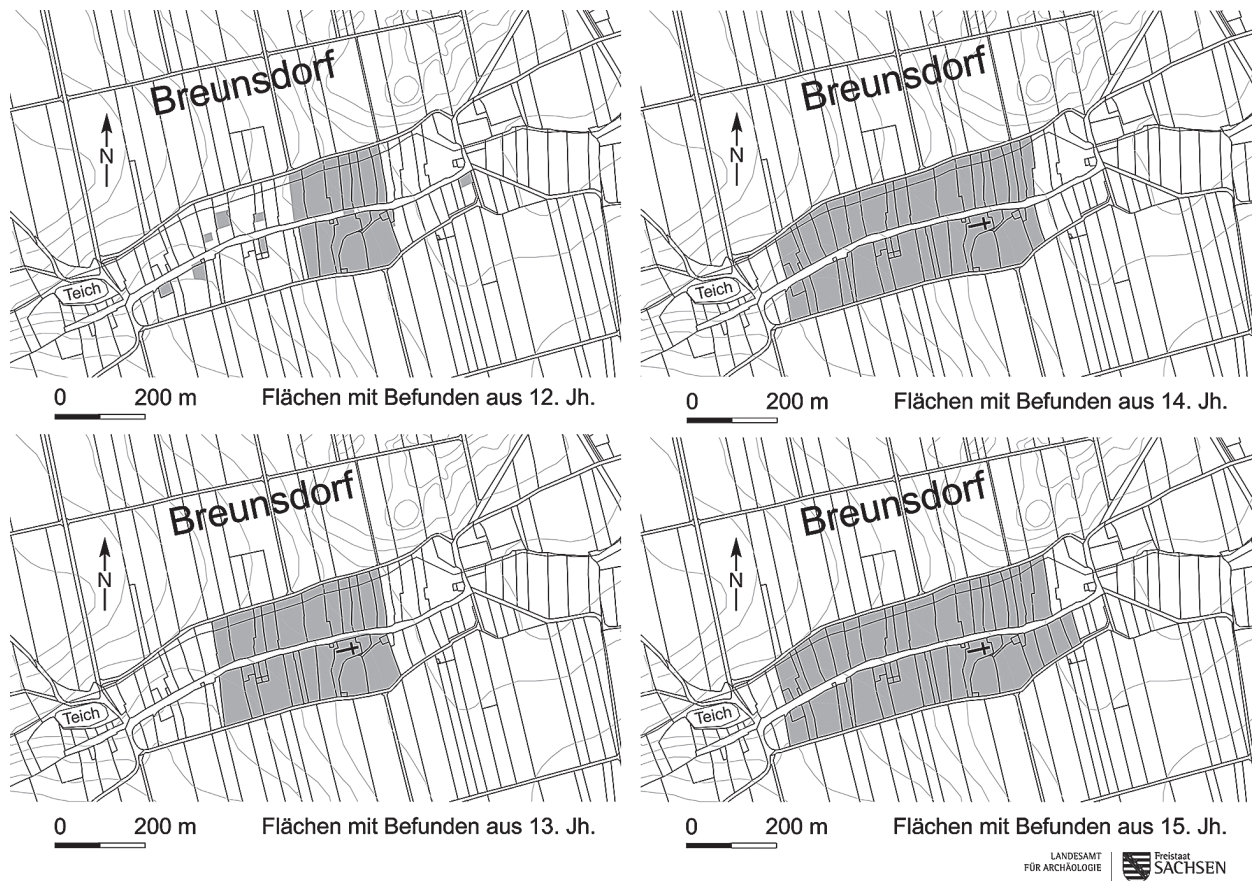 Breunsdorf
N
Teich
0 200 m Flächen mit Befunden aus 12. Jh.
Breunsdorf
N
Teich
0 200 m Flächen mit Befunden aus 14. Jh.
Breunsdorf
N
Teich
0 200 m Flächen mit Befunden aus 13. Jh.
Breunsdorf
N
Teich
0 200 m Flächen mit Befunden aus 15. Jh.
LANDESAMT
FÜR ARCHÄOLOGIE
Freistaat
SACHSEN